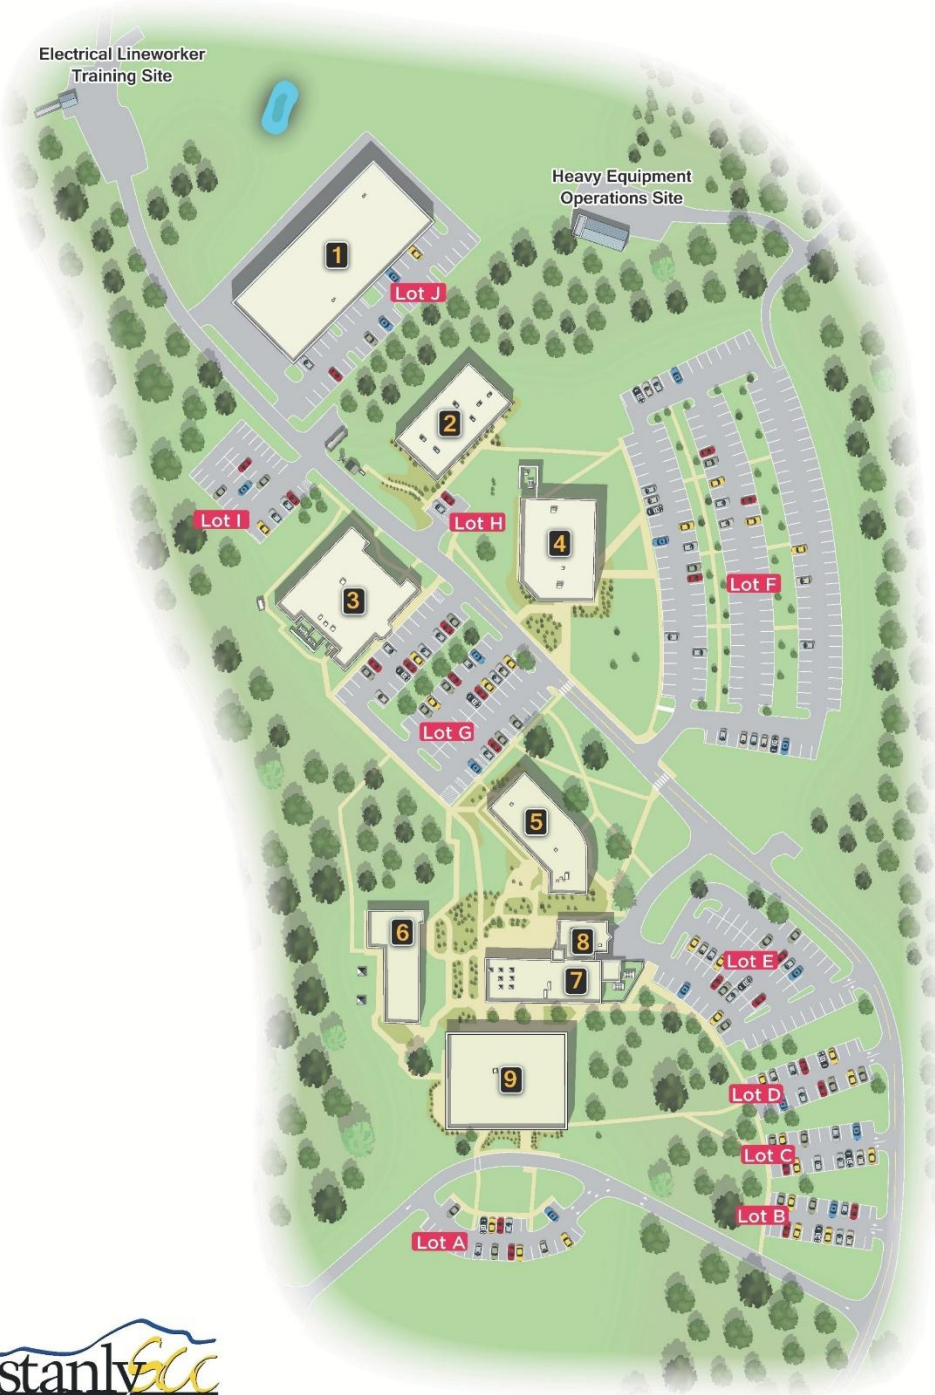 Electrical Lineworker
Training Site
Heavy Equipment
Operations Site
1
Lot J
2
Lot I
Lot H
4
3
Lot F
Lot G
5
6
8
Lot E
7
9
Lot D
Lot C
Lot B
Lot A
stanly scc